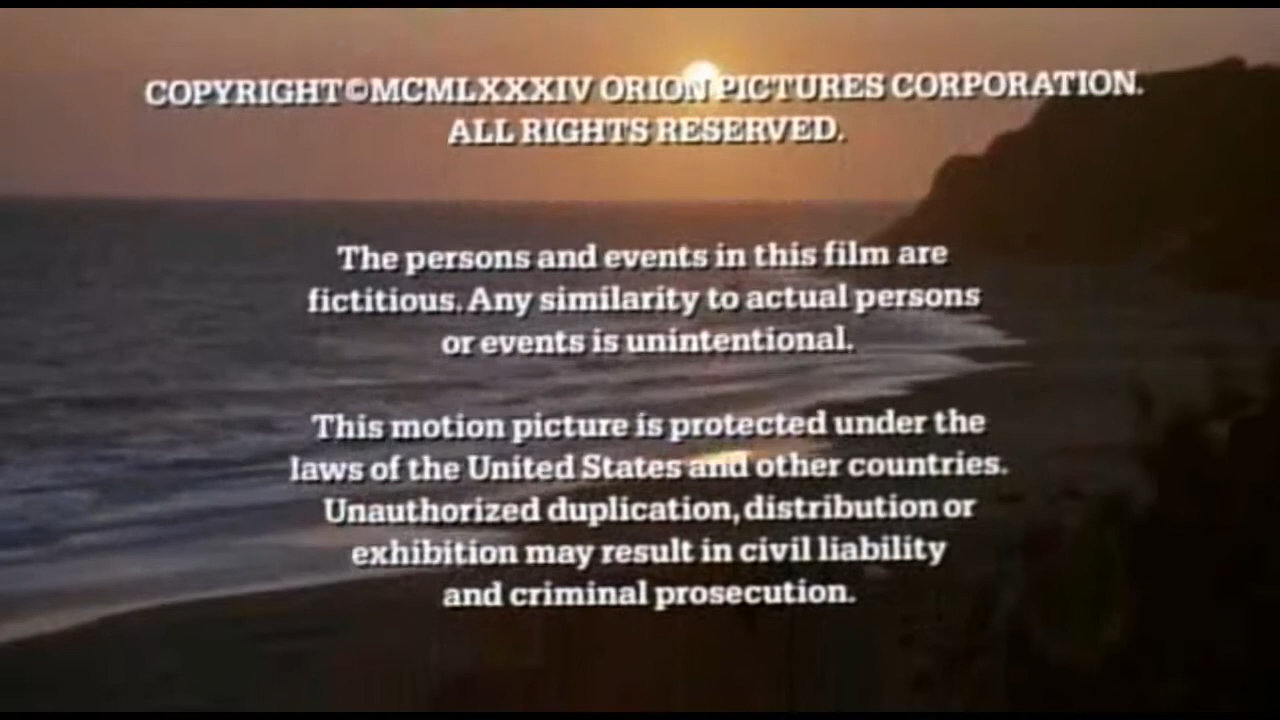 COPYRIGHT©MCMLXXXIV ORION PICTURES CORPORATION.
ALL RIGHTS RESERVED.
The persons and events in this film are
fictitious. Any similarity to actual persons
or events is unintentional.
This motion picture is protected under the
laws of the United States and other countries.
Unauthorized duplication, distribution or
exhibition may result in civil liability
and criminal prosecution.